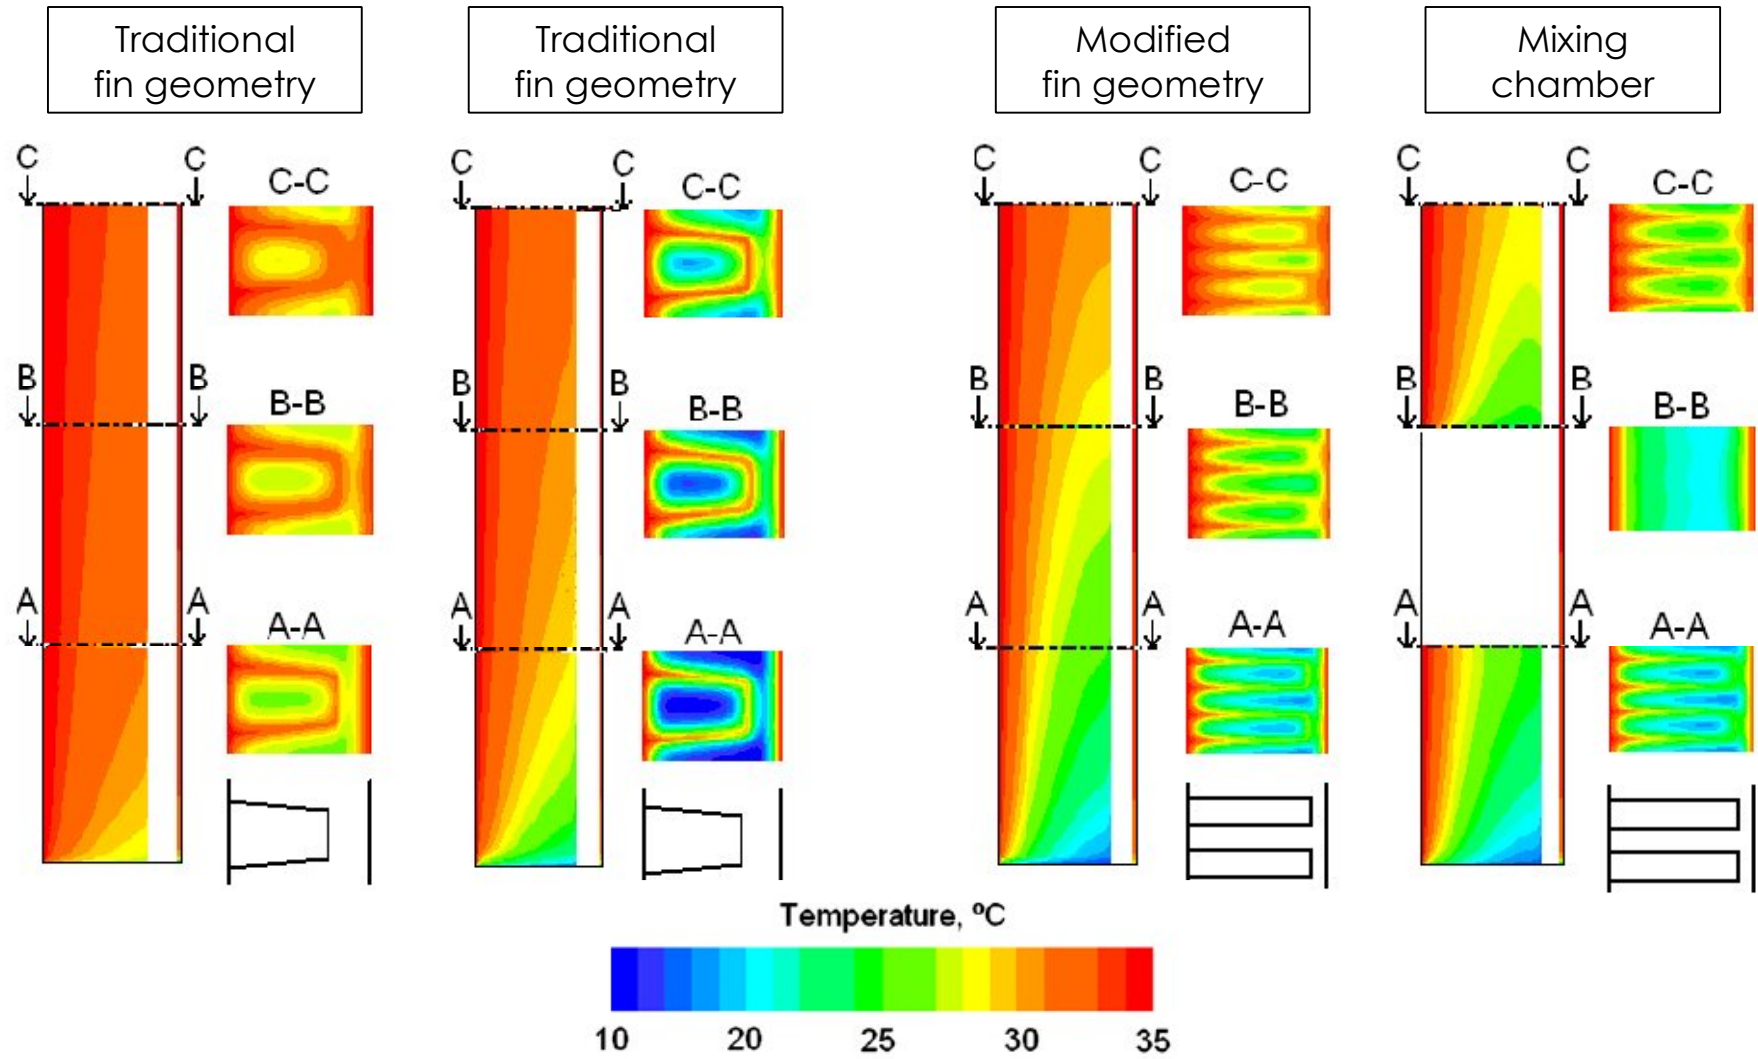 Traditional
fin geometry
Traditional
fin geometry
Modified
fin geometry
Mixing
chamber
C C C-C
B B B-B
A A A-A
C C C-C
B B B-B
A A A-A
C C C-C
B B B-B
A A A-A
C C C-C
B B B-B
A A A-A
Temperature, ºC
10 20 25 30 35